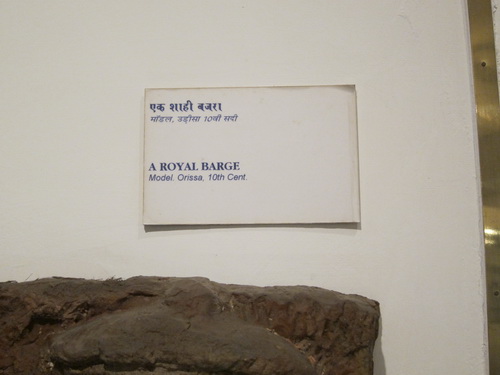 एक शाही बजरा
मॉडल, उड़ीसा 10वीं सदी
A ROYAL BARGE
Model. Orissa, 10th Cent.